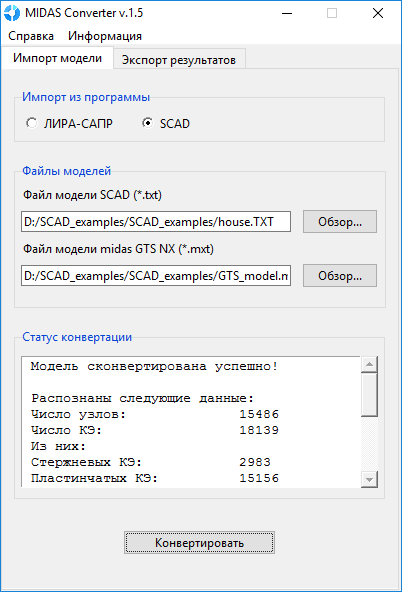 MIDAS Converter v.1.5
Справка Информация
Импорт модели Экспорт результатов
Импорт из программы
ЛИРА-САПР SCAD
Файлы моделей
Файл модели SCAD (*.txt)
D:/SCAD_examples/SCAD_examples/house.TXT Обзор...
Файл модели midas GTS NX (*.mxt)
D:/SCAD_examples/SCAD_examples/GTS_model.m Обзор...
Статус конвертации
Модель сконвертирована успешно!
Распознаны следующие данные:
Число узлов: 15486
Число КЭ: 18139
Из них:
Стержневых КЭ: 2983
Пластинчатых КЭ: 15156
Конвертировать